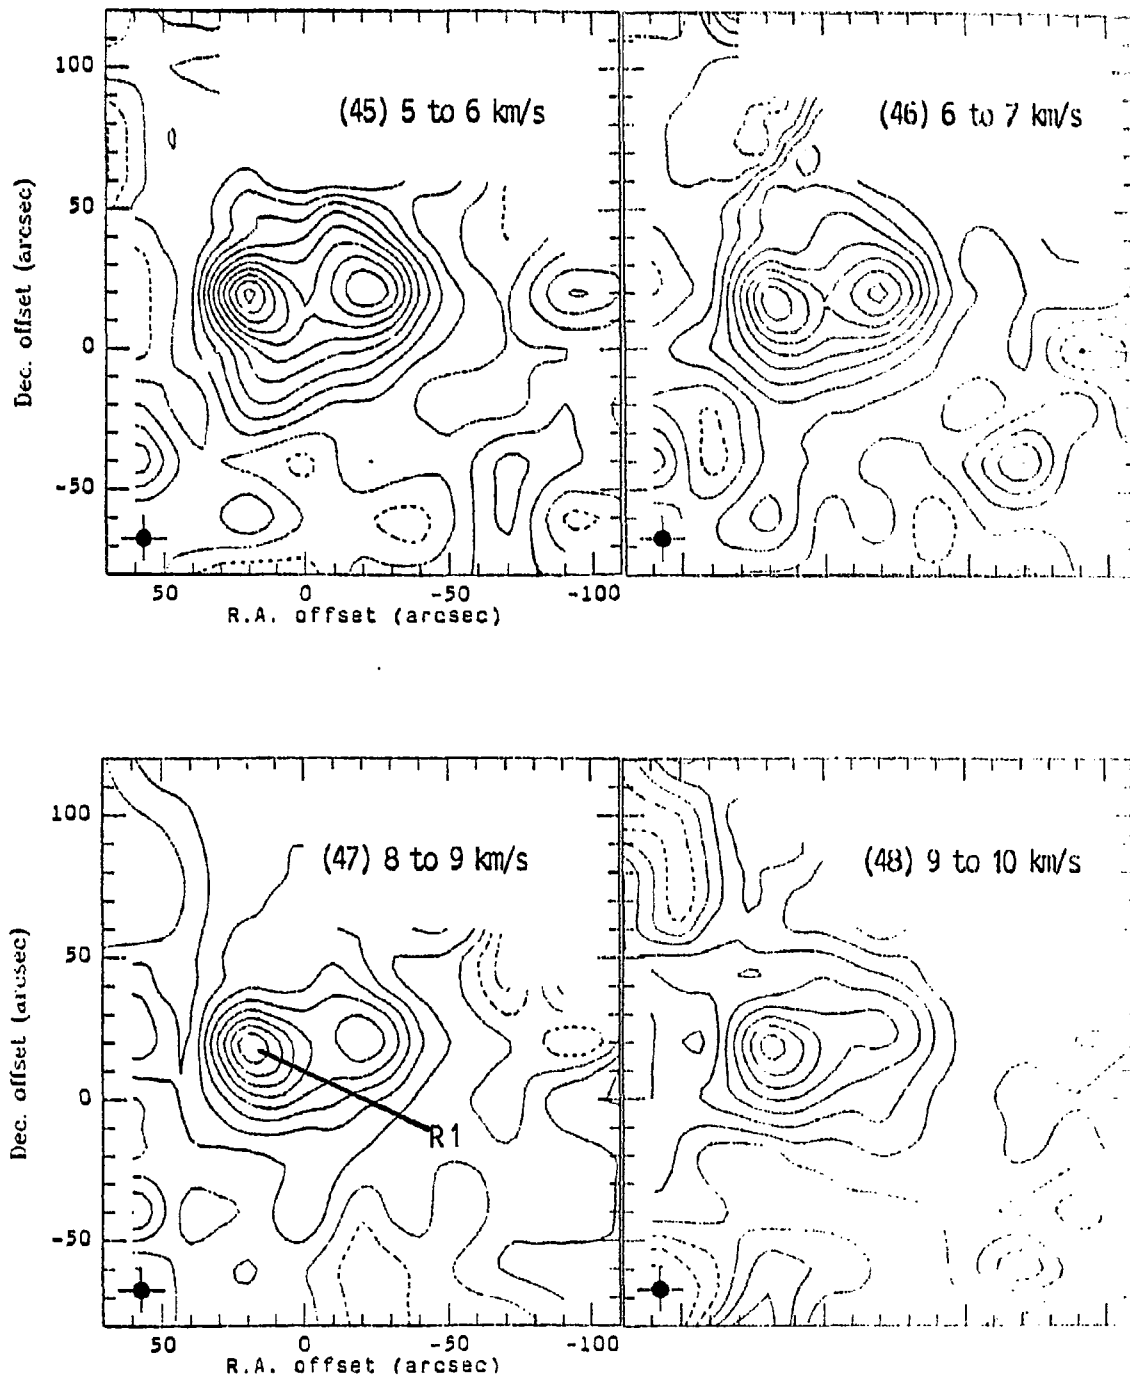 (45) 5 to 6 km/s
(46) 6 to 7 km/s
Dec. offset (arcsec)
100
50
0
-50
50 0 -50 -100
R.A. offset (arcsec)
(47) 8 to 9 km/s
(48) 9 to 10 km/s
Dec. offset (arcsec)
100
50
0
-50
R1
50 0 -50 -100
R.A. offset (arcsec)